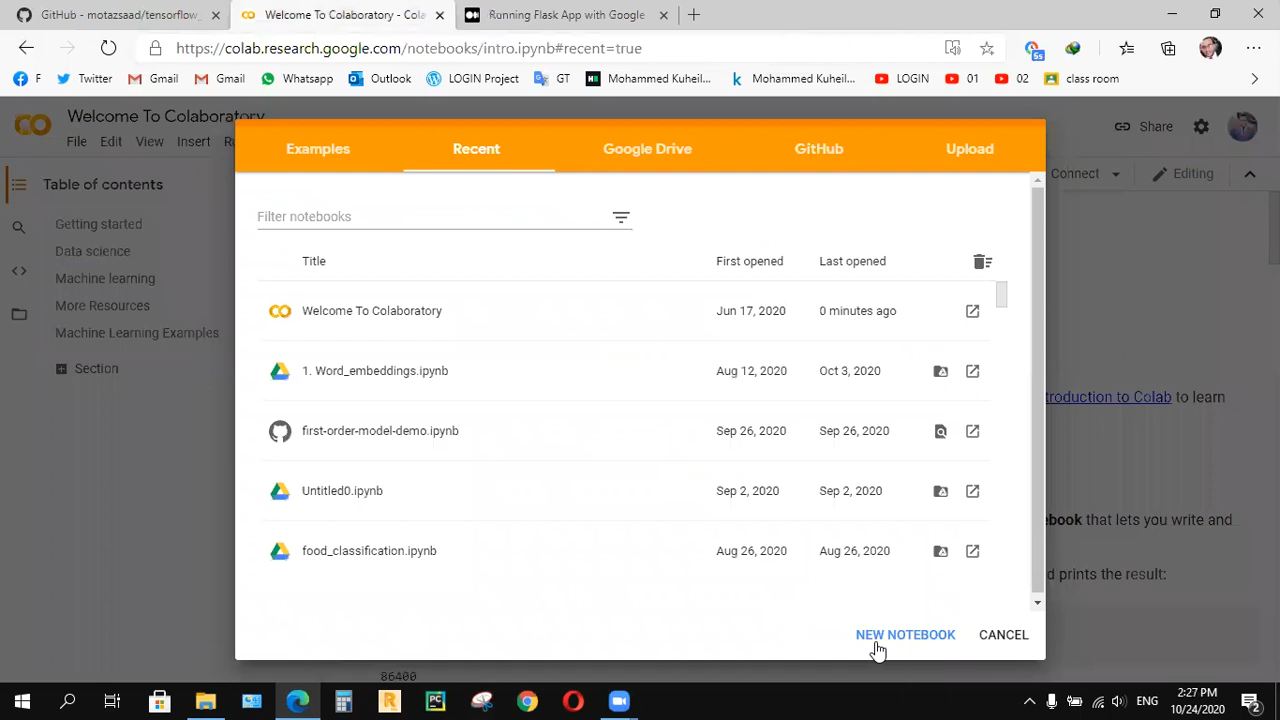 GitHub - motazsaad/tensorflow_
Welcome To Colaboratory - Cola
Running Flask App with Google
https://colab.research.google.com/notebooks/intro.ipynb#recent=true
5s
F
Twitter
Gmail
Gmail
Whatsapp
Outlook
LOGIN Project
GT
Mohammed Kuheil...
Mohammed Kuheil...
LOGIN
01
02
class room
Welcome To Colaboratory
File Edit View Insert Ru
Share
Examples
Recent
Google Drive
GitHub
Upload
Connect
Editing
Table of contents
Getting started
Data science
Machine learning
More Resources
Machine Learning Examples
Section
Filter notebooks
Title First opened Last opened
Welcome To Colaboratory Jun 17, 2020 0 minutes ago
1. Word_embeddings.ipynb Aug 12, 2020 Oct 3, 2020
first-order-model-demo.ipynb Sep 26, 2020 Sep 26, 2020
Untitled0.ipynb Sep 2, 2020 Sep 2, 2020
food_classification.ipynb Aug 26, 2020 Aug 26, 2020
troduction to Colab to learn
book that lets you write and
d prints the result:
NEW NOTEBOOK CANCEL
86400
PC
R
ENG
2:27 PM
10/24/2020
2